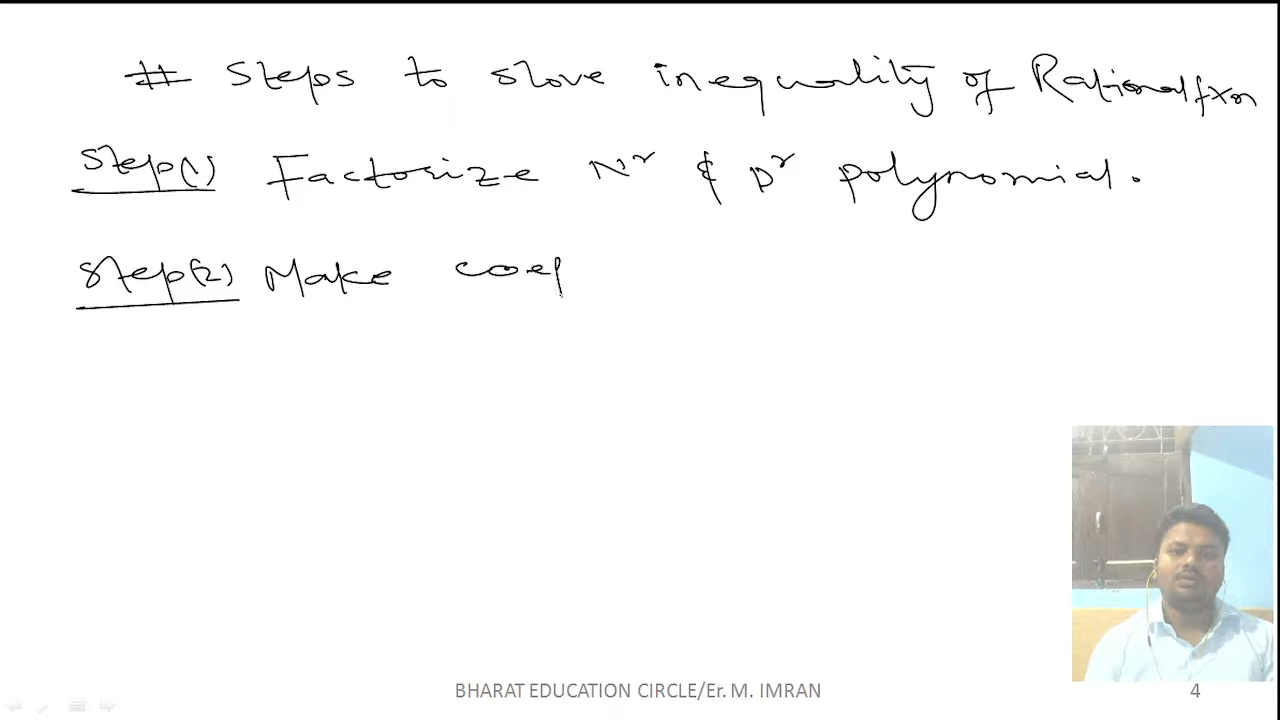 # Steps to slove inequality of Rational fxn
Step(1) Factorize Nʳ & Dʳ polynomial.
Step(2) Make coef
BHARAT EDUCATION CIRCLE/Er. M. IMRAN
4